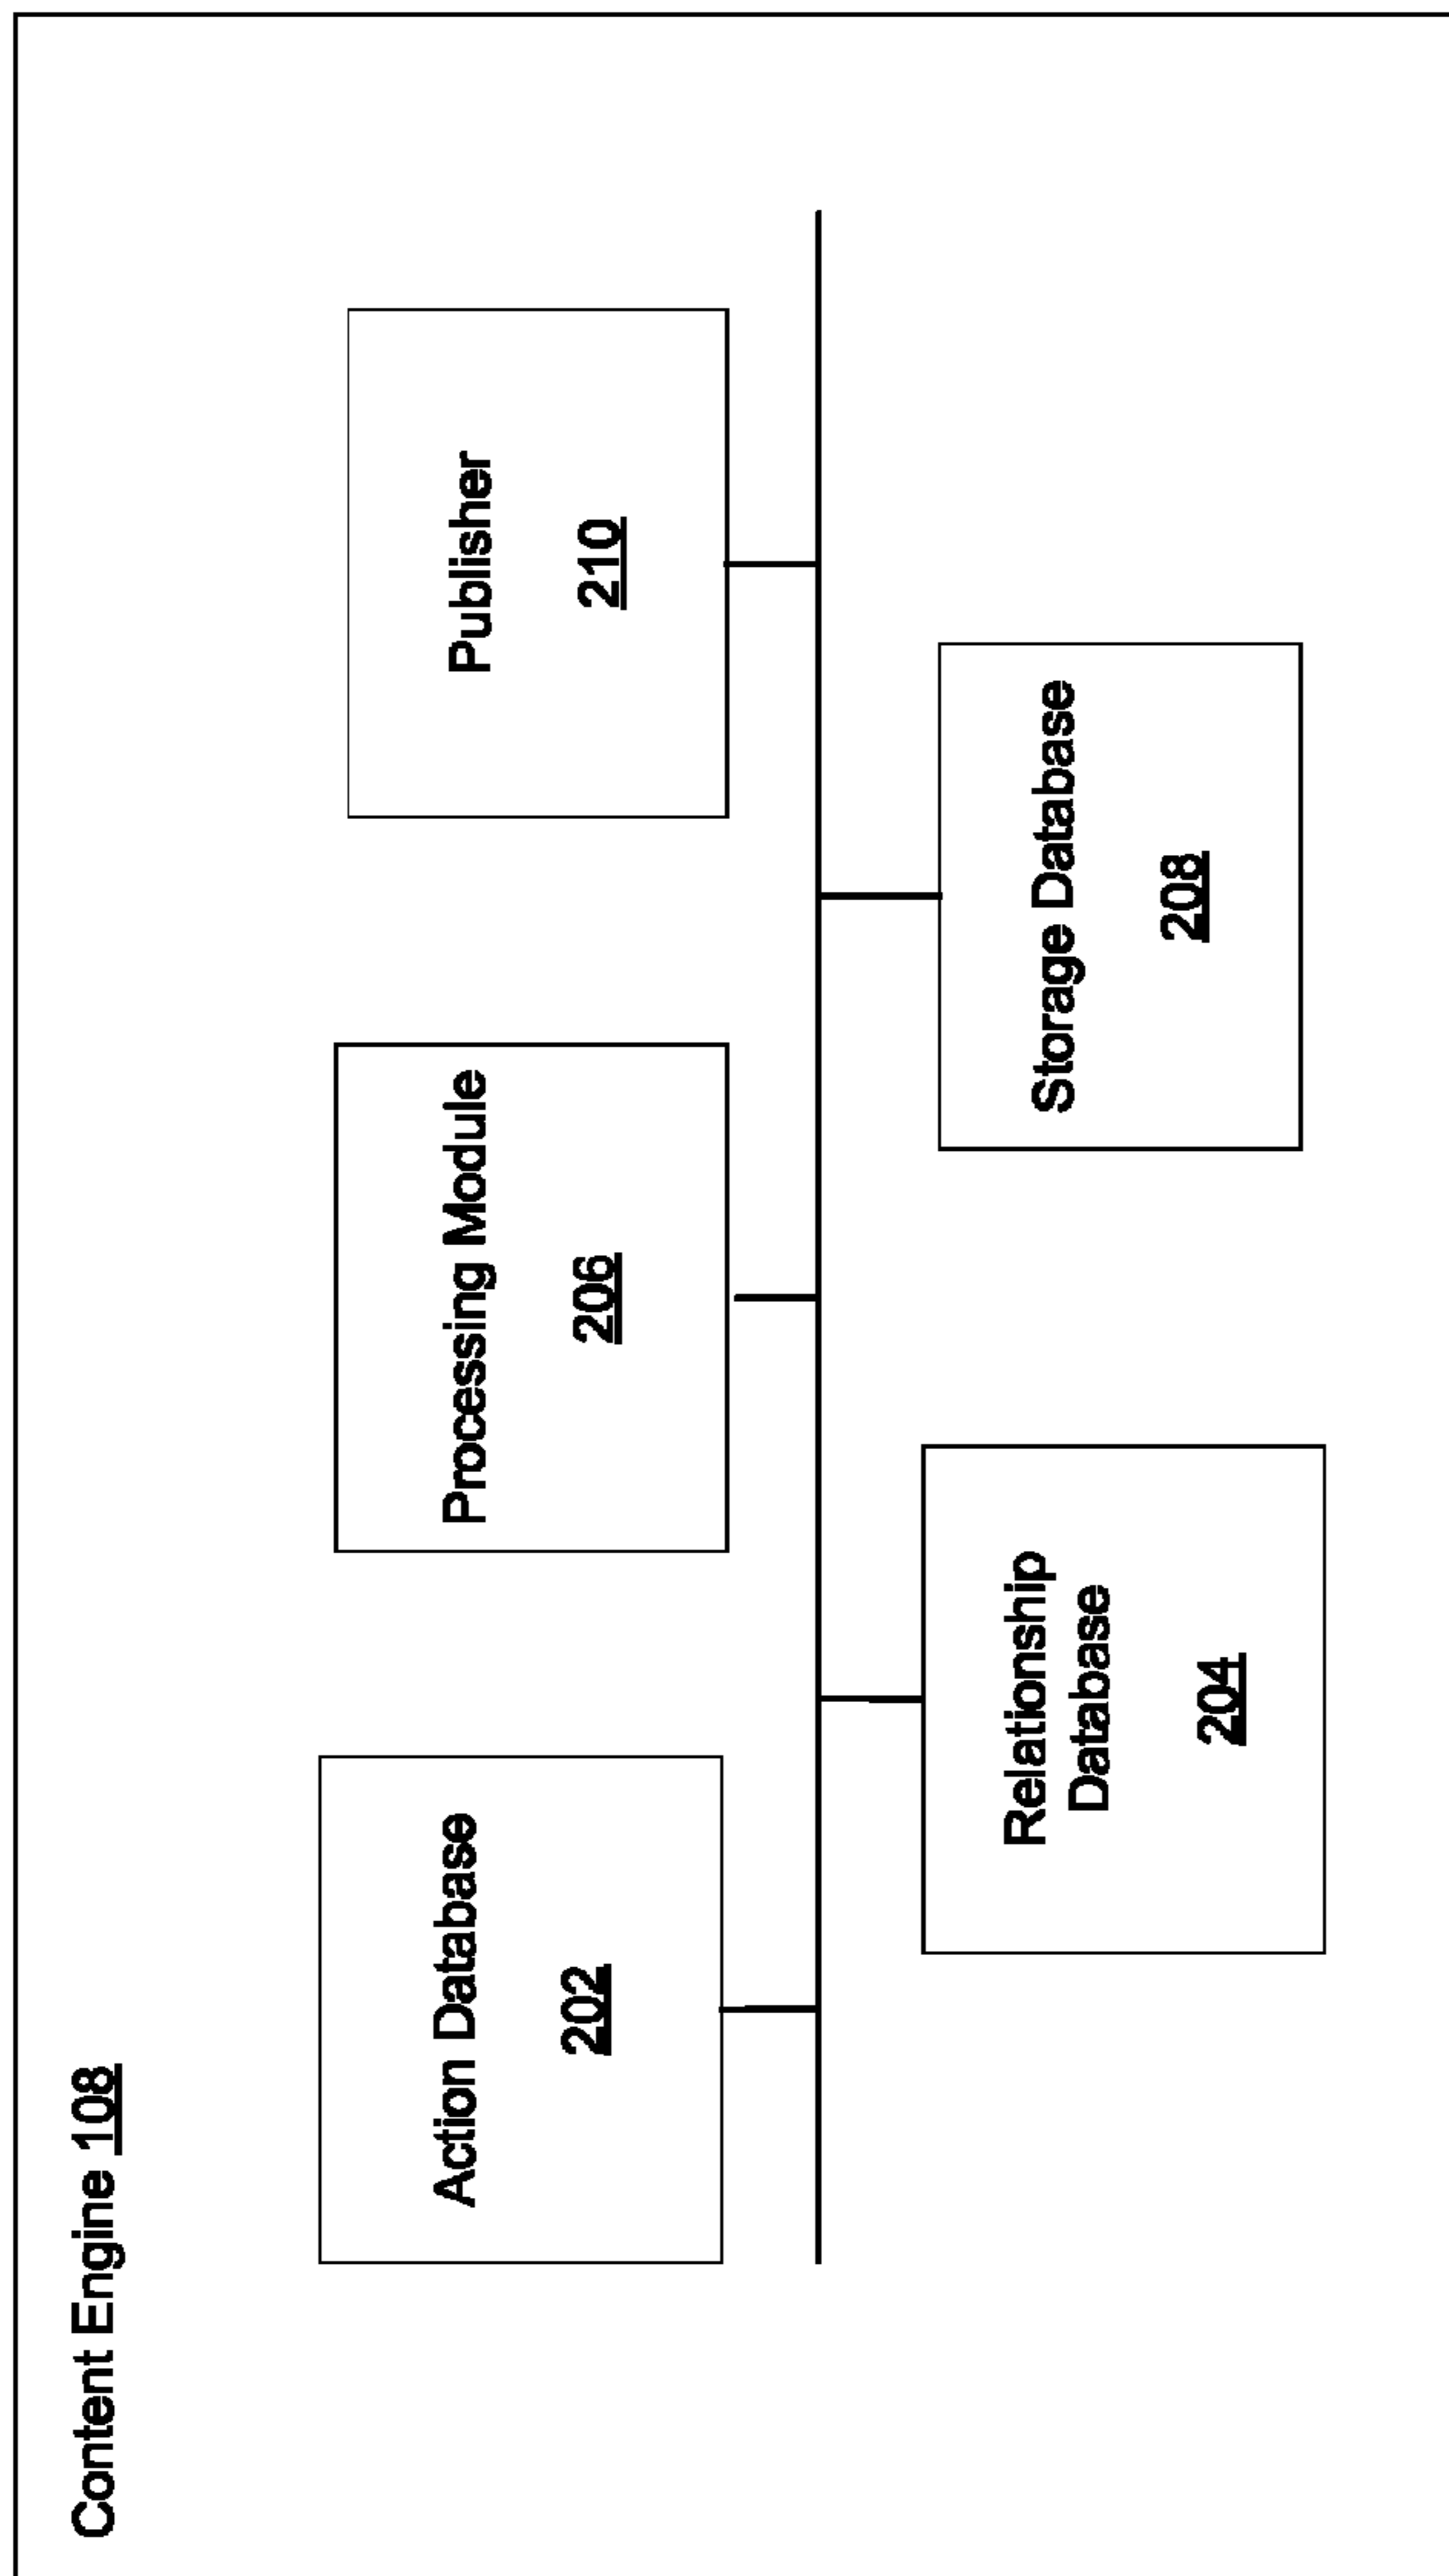 Content Engine 108
Action Database
202
Processing Module
206
Publisher
210
Relationship
Database
204
Storage Database
208